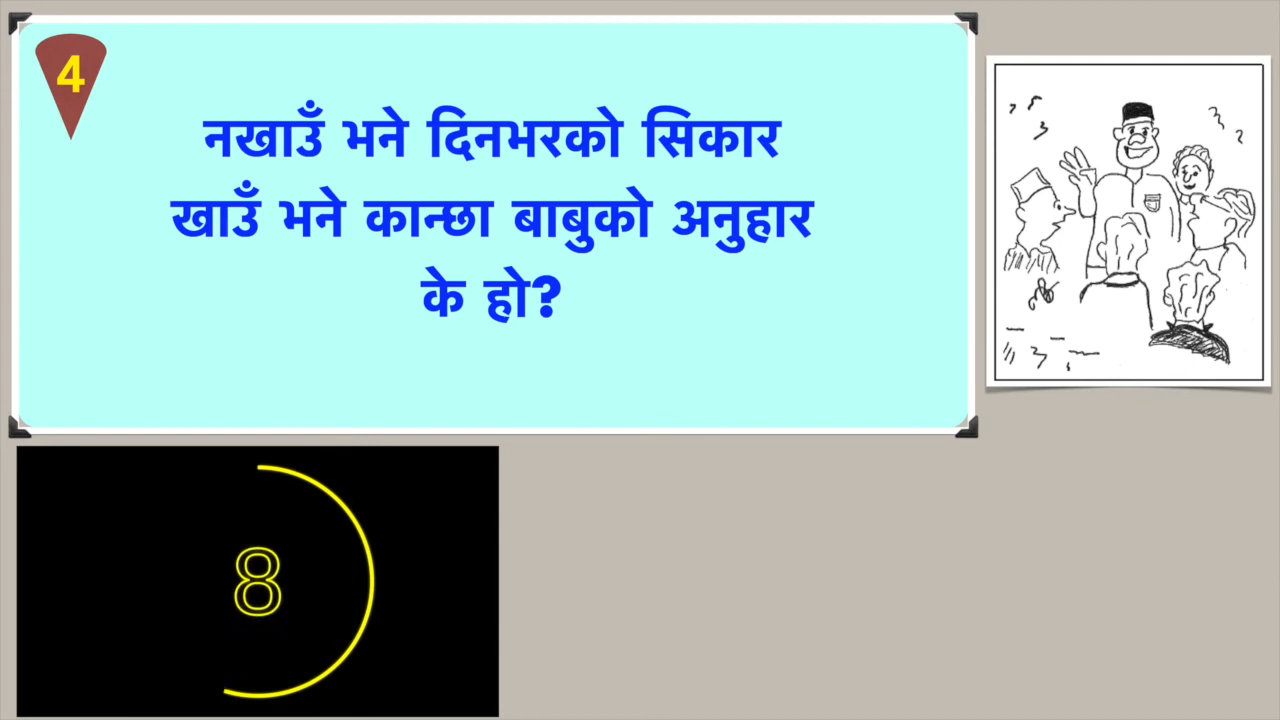 4
नखाउँ भने दिनभरको सिकार
खाउँ भने कान्छा बाबुको अनुहार
के हो?
8